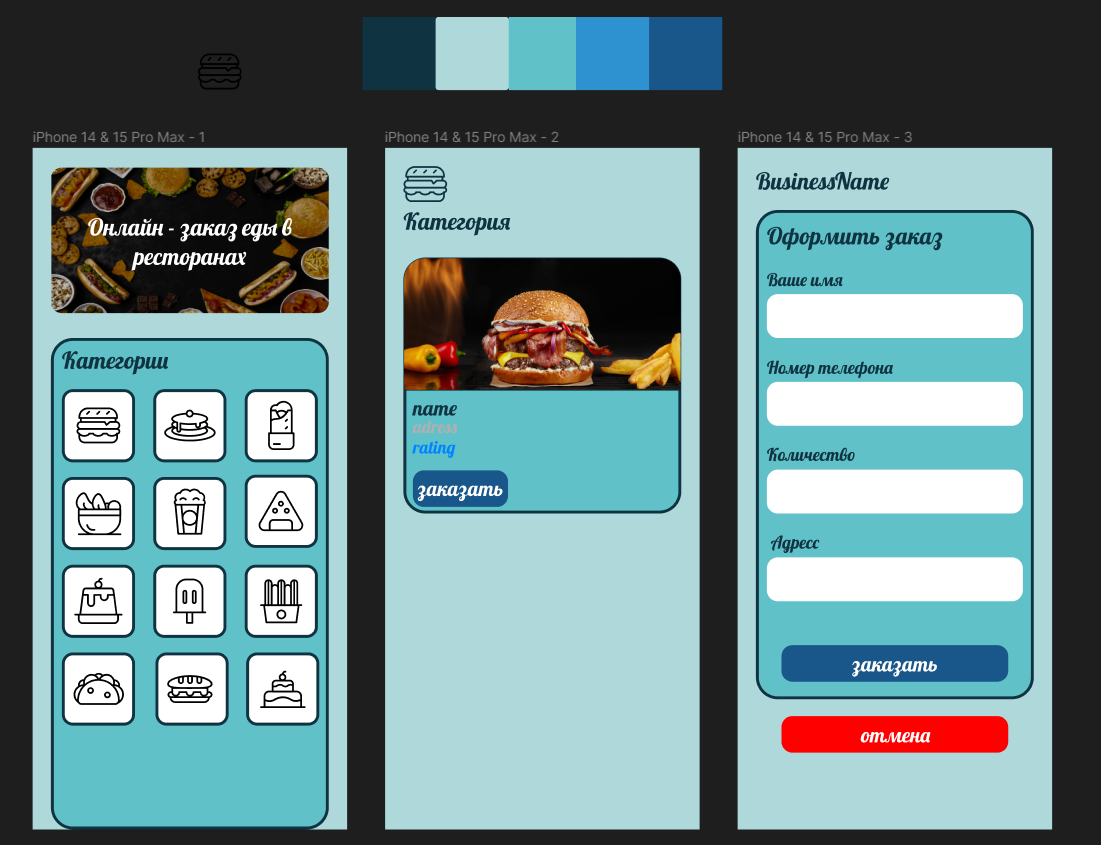 iPhone 14 & 15 Pro Max - 1
Онлайн - заказ еды в
ресторанах
Категории
iPhone 14 & 15 Pro Max - 2
Категория
name
adress
rating
заказать
iPhone 14 & 15 Pro Max - 3
BusinessName
Оформить заказ
Ваше имя
Номер телефона
Количество
Адресс
заказать
отмена